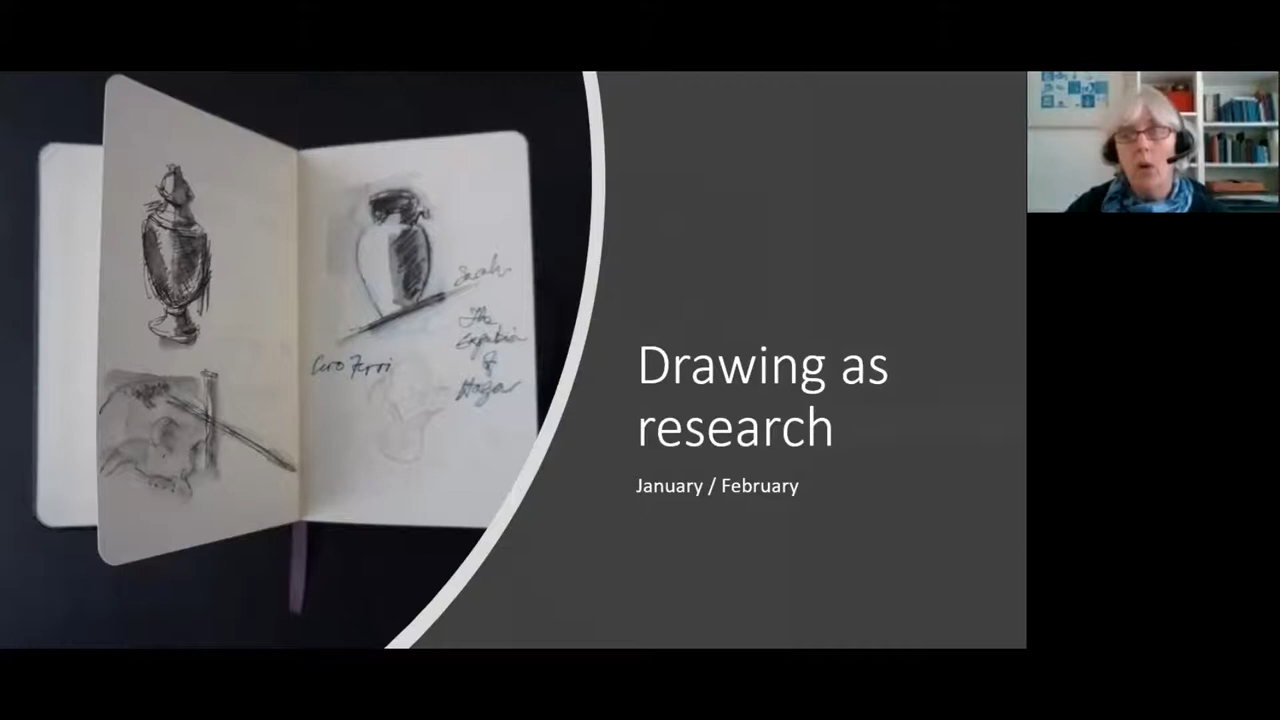 Sarah
The
Expulsion
of
Hagar
Ciro Ferri
Drawing as
research
January / February